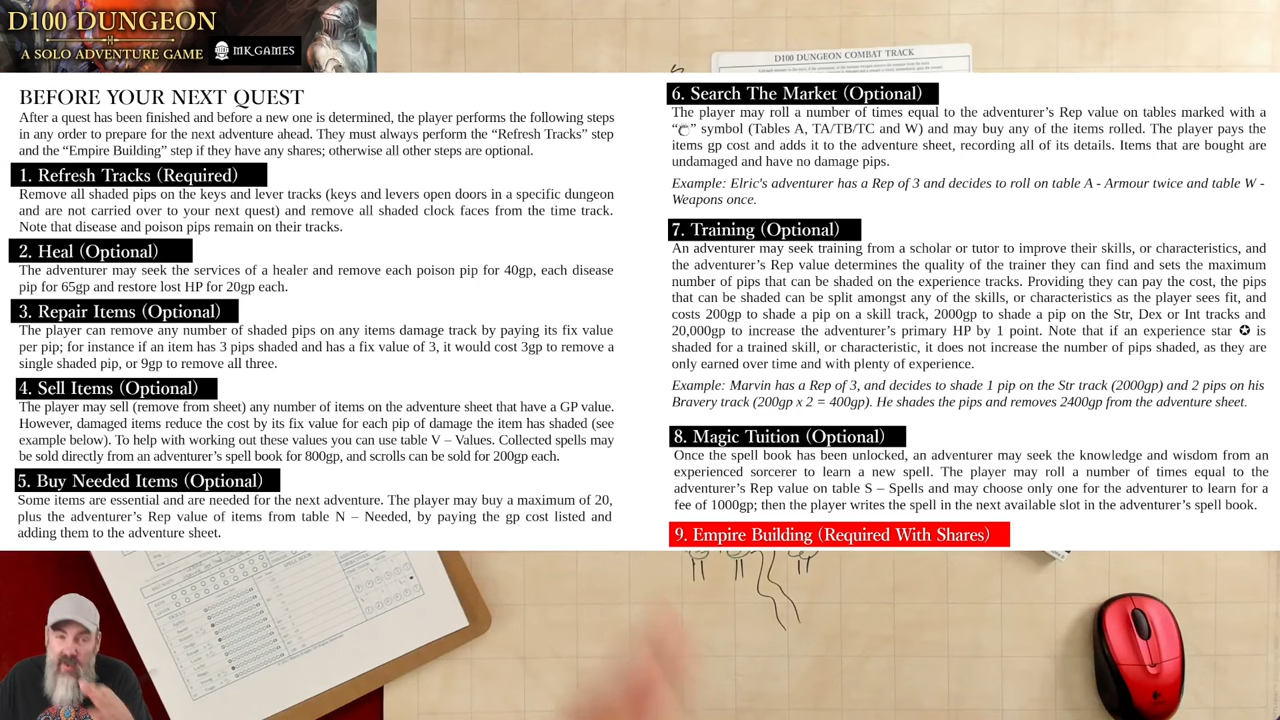 D100 DUNGEON
A SOLO ADVENTURE GAME
MK.GAMES
D100 DUNGEON COMBAT TRACK
BEFORE YOUR NEXT QUEST
After a quest has been finished and before a new one is determined, the player performs the following steps
in any order to prepare for the next adventure ahead. They must always perform the “Refresh Tracks” step
and the “Empire Building” step if they have any shares; otherwise all other steps are optional.
1. Refresh Tracks (Required)
Remove all shaded pips on the keys and lever tracks (keys and levers open doors in a specific dungeon
and are not carried over to your next quest) and remove all shaded clock faces from the time track.
Note that disease and poison pips remain on their tracks.
2. Heal (Optional)
The adventurer may seek the services of a healer and remove each poison pip for 40gp, each disease
pip for 65gp and restore lost HP for 20gp each.
3. Repair Items (Optional)
The player can remove any number of shaded pips on any items damage track by paying its fix value
per pip; for instance if an item has 3 pips shaded and has a fix value of 3, it would cost 3gp to remove a
single shaded pip, or 9gp to remove all three.
4. Sell Items (Optional)
The player may sell (remove from sheet) any number of items on the adventure sheet that have a GP value.
However, damaged items reduce the cost by its fix value for each pip of damage the item has shaded (see
example below). To help with working out these values you can use table V – Values. Collected spells may
be sold directly from an adventurer’s spell book for 800gp, and scrolls can be sold for 200gp each.
5. Buy Needed Items (Optional)
Some items are essential and are needed for the next adventure. The player may buy a maximum of 20,
plus the adventurer’s Rep value of items from table N – Needed, by paying the gp cost listed and
adding them to the adventure sheet.
6. Search The Market (Optional)
The player may roll a number of times equal to the adventurer’s Rep value on tables marked with a
“ ” symbol (Tables A, TA/TB/TC and W) and may buy any of the items rolled. The player pays the
items gp cost and adds it to the adventure sheet, recording all of its details. Items that are bought are
undamaged and have no damage pips.
Example: Elric's adventurer has a Rep of 3 and decides to roll on table A - Armour twice and table W -
Weapons once.
7. Training (Optional)
An adventurer may seek training from a scholar or tutor to improve their skills, or characteristics, and
the adventurer’s Rep value determines the quality of the trainer they can find and sets the maximum
number of pips that can be shaded on the experience tracks. Providing they can pay the cost, the pips
that can be shaded can be split amongst any of the skills, or characteristics as the player sees fit, and
costs 200gp to shade a pip on a skill track, 2000gp to shade a pip on the Str, Dex or Int tracks and
20,000gp to increase the adventurer’s primary HP by 1 point. Note that if an experience star ✪ is
shaded for a trained skill, or characteristic, it does not increase the number of pips shaded, as they are
only earned over time and with plenty of experience.
Example: Marvin has a Rep of 3, and decides to shade 1 pip on the Str track (2000gp) and 2 pips on his
Bravery track (200gp x 2 = 400gp). He shades the pips and removes 2400gp from the adventure sheet.
8. Magic Tuition (Optional)
Once the spell book has been unlocked, an adventurer may seek the knowledge and wisdom from an
experienced sorcerer to learn a new spell. The player may roll a number of times equal to the
adventurer’s Rep value on table S – Spells and may choose only one for the adventurer to learn for a
fee of 1000gp; then the player writes the spell in the next available slot in the adventurer’s spell book.
9. Empire Building (Required With Shares)